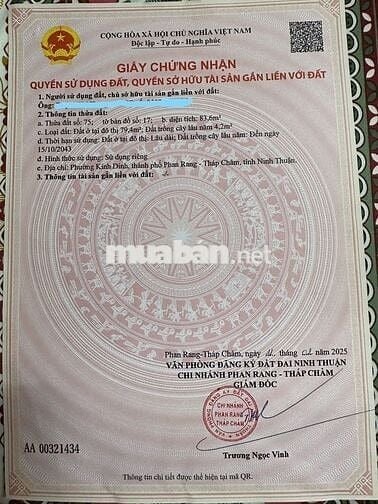 CỘNG HÒA XÃ HỘI CHỦ NGHĨA VIỆT NAM
Độc lập - Tự do - Hạnh phúc
GIẤY CHỨNG NHẬN
QUYỀN SỬ DỤNG ĐẤT, QUYỀN SỞ HỮU TÀI SẢN GẮN LIỀN VỚI ĐẤT
1. Người sử dụng đất, chủ sở hữu tài sản gắn liền với đất:
Ông:
2. Thông tin thửa đất:
a. Thửa đất số: 75; tờ bản đồ số: 17; b. diện tích: 83,6m²
c. Loại đất: Đất ở tại đô thị 79,4m²; Đất trồng cây lâu năm 4,2m²
d. Thời hạn sử dụng: Đất ở tại đô thị: Lâu dài; Đất trồng cây lâu năm: Đến ngày
15/10/2043
đ. Hình thức sử dụng: Sử dụng riêng
e. Địa chỉ: Phường Kinh Dinh, thành phố Phan Rang - Tháp Chàm, tỉnh Ninh Thuận.
3. Thông tin tài sản gắn liền với đất:
muaban.net
Phan Rang-Tháp Chàm, ngày tháng năm 2025
VĂN PHÒNG ĐĂNG KÝ ĐẤT ĐAI NINH THUẬN
CHI NHÁNH PHAN RANG - THÁP CHÀM
GIÁM ĐỐC
CHI NHÁNH
PHAN RANG
THÁP CHÀM
AA 00321434
Trương Ngọc Vinh
Thông tin chi tiết được thể hiện tại mã QR.